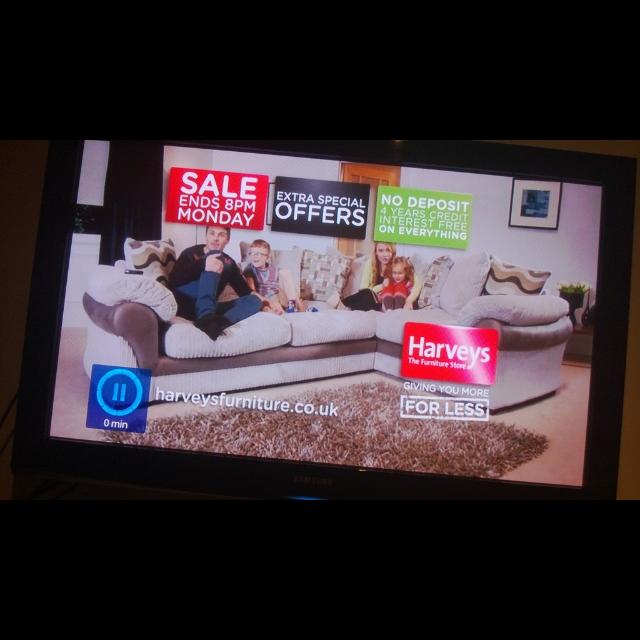 SALE
ENDS 8PM
MONDAY
EXTRA SPECIAL
OFFERS
NO DEPOSIT
4 YEARS CREDIT
INTEREST FREE
ON EVERYTHING
Harveys
The Furniture Store
GIVING YOU MORE
FOR LESS
harveysfurniture.co.uk
0 min
SAMSUNG